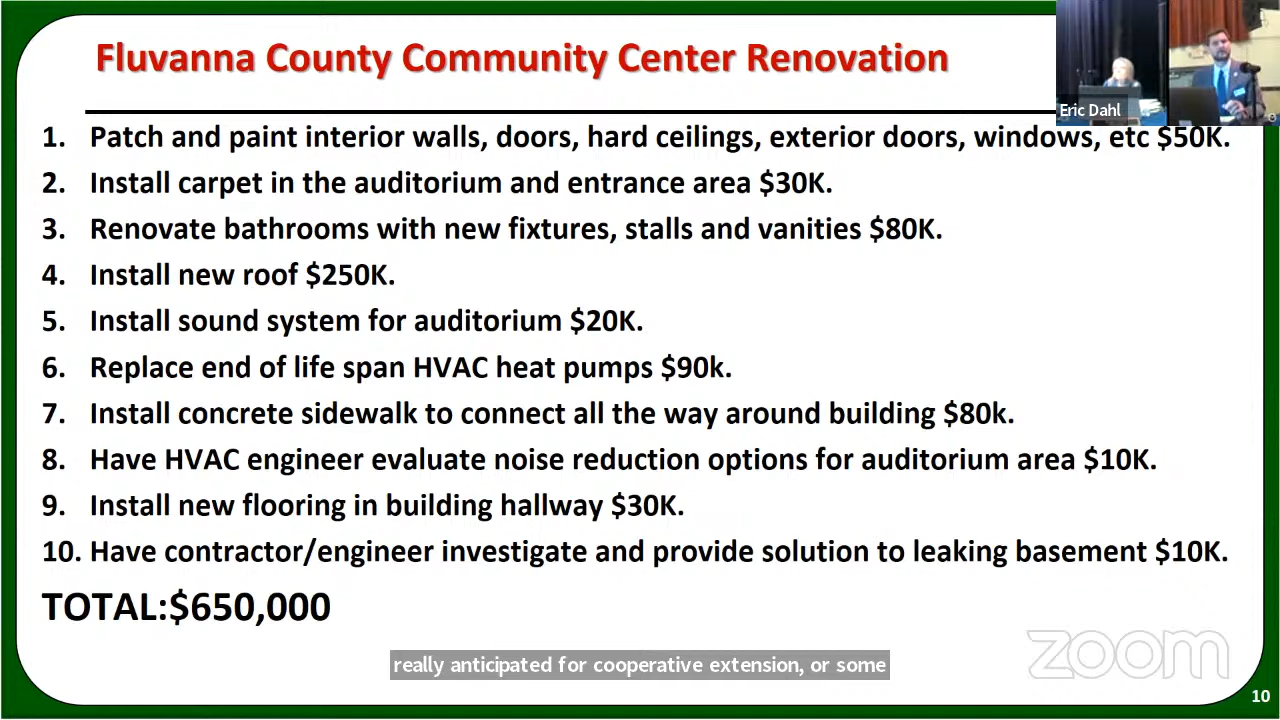 Fluvanna County Community Center Renovation
Eric Dahl
1. Patch and paint interior walls, doors, hard ceilings, exterior doors, windows, etc $50K.
2. Install carpet in the auditorium and entrance area $30K.
3. Renovate bathrooms with new fixtures, stalls and vanities $80K.
4. Install new roof $250K.
5. Install sound system for auditorium $20K.
6. Replace end of life span HVAC heat pumps $90k.
7. Install concrete sidewalk to connect all the way around building $80k.
8. Have HVAC engineer evaluate noise reduction options for auditorium area $10K.
9. Install new flooring in building hallway $30K.
10. Have contractor/engineer investigate and provide solution to leaking basement $10K.
TOTAL:$650,000
really anticipated for cooperative extension, or some
zoom
10